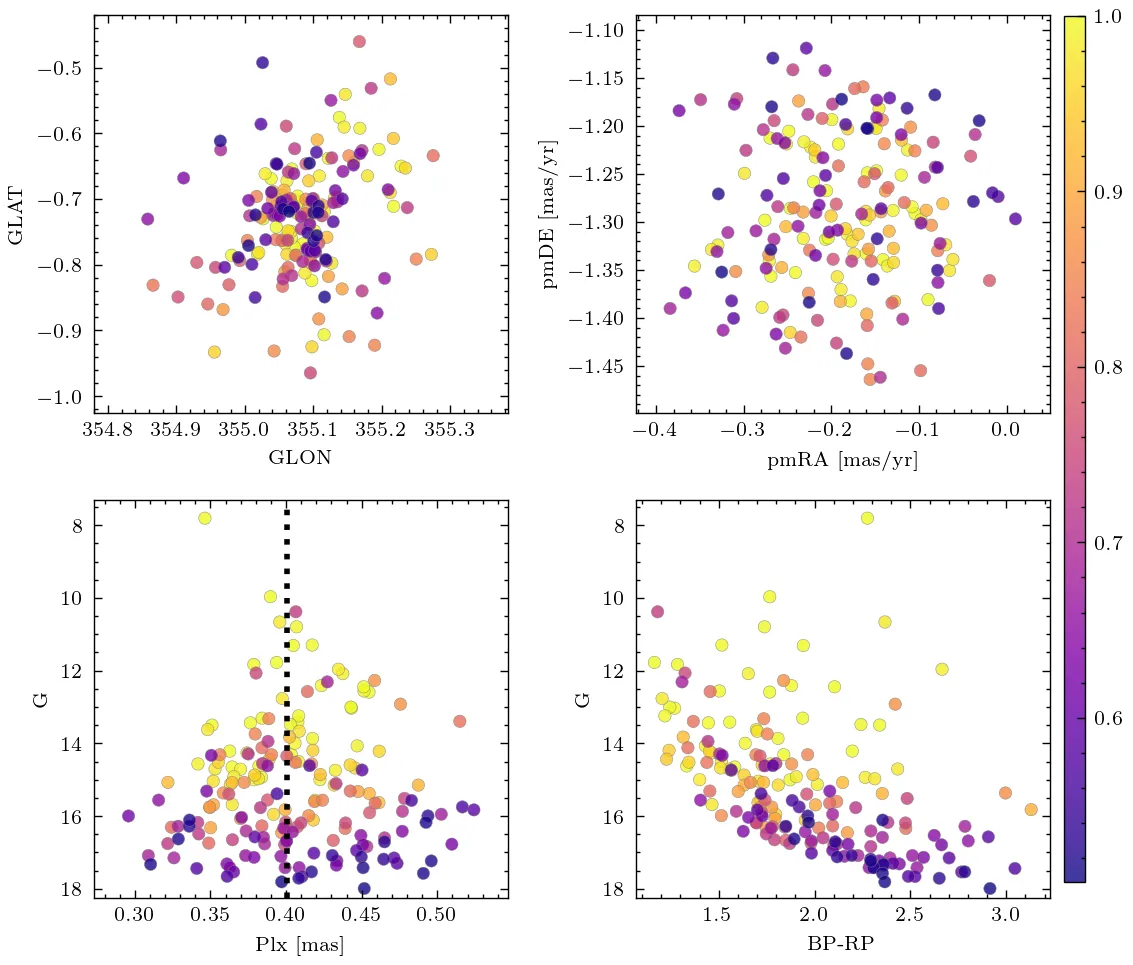 −0.5
−0.6
−0.7
−0.8
−0.9
−1.0
GLAT
354.8 354.9 355.0 355.1 355.2 355.3
GLON
−1.10
−1.15
−1.20
−1.25
−1.30
−1.35
−1.40
−1.45
pmDE [mas/yr]
−0.4 −0.3 −0.2 −0.1 0.0
pmRA [mas/yr]
1.0
0.9
0.8
0.7
0.6
8
10
12
14
16
18
G
0.30 0.35 0.40 0.45 0.50
Plx [mas]
8
10
12
14
16
18
G
1.5 2.0 2.5 3.0
BP-RP